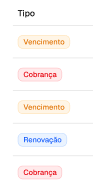 Tipo
Vencimento
Cobrança
Vencimento
Renovação
Cobrança